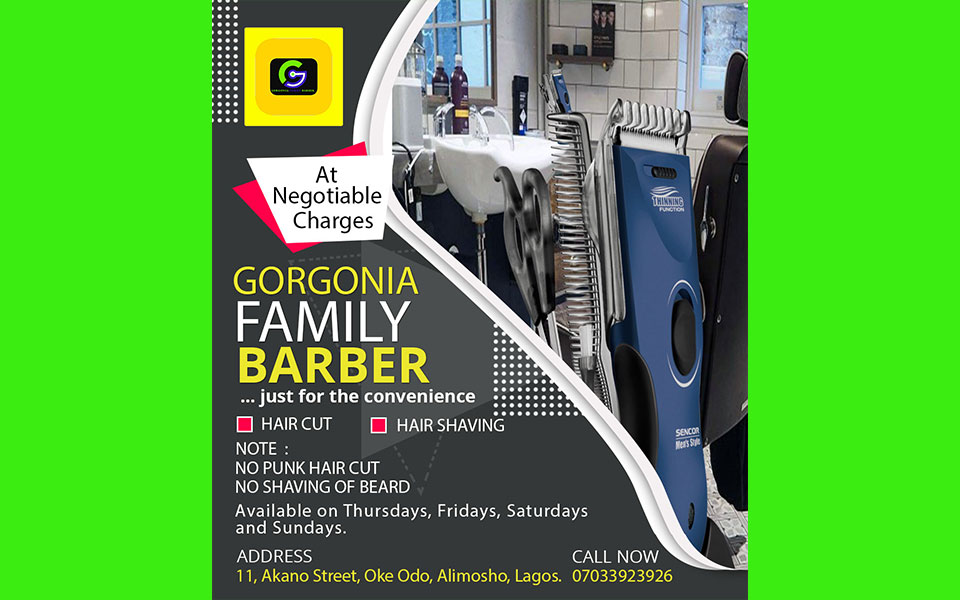 G
At
Negotiable
Charges
GORGONIA
FAMILY
BARBER
... just for the convenience
HAIR CUT HAIR SHAVING
NOTE :
NO PUNK HAIR CUT
NO SHAVING OF BEARD
Available on Thursdays, Fridays, Saturdays
and Sundays.
ADDRESS
11, Akano Street, Oke Odo, Alimosho, Lagos.
CALL NOW
07033923926
THINNING
FUNCTION
SENCOR
Men's Style